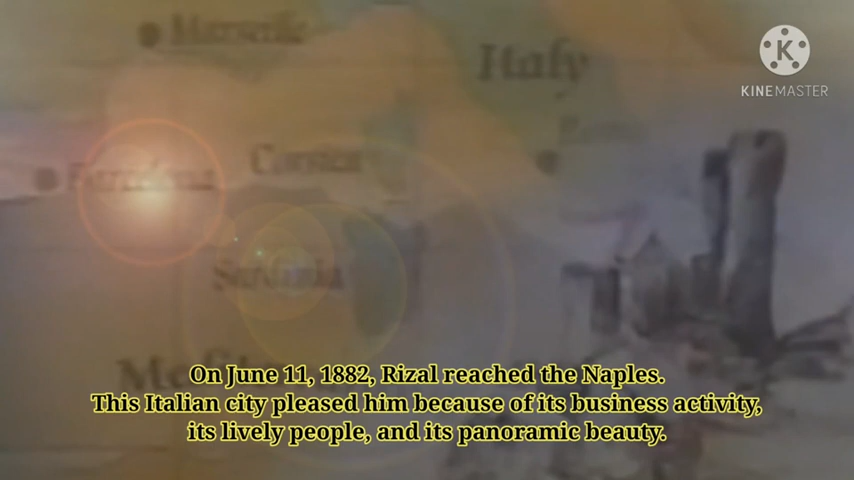 Marseille
Italy
KINEMASTER
Corsica
Barcelona
Sardinia
On June 11, 1882, Rizal reached the Naples.
This Italian city pleased him because of its business activity,
its lively people, and its panoramic beauty.